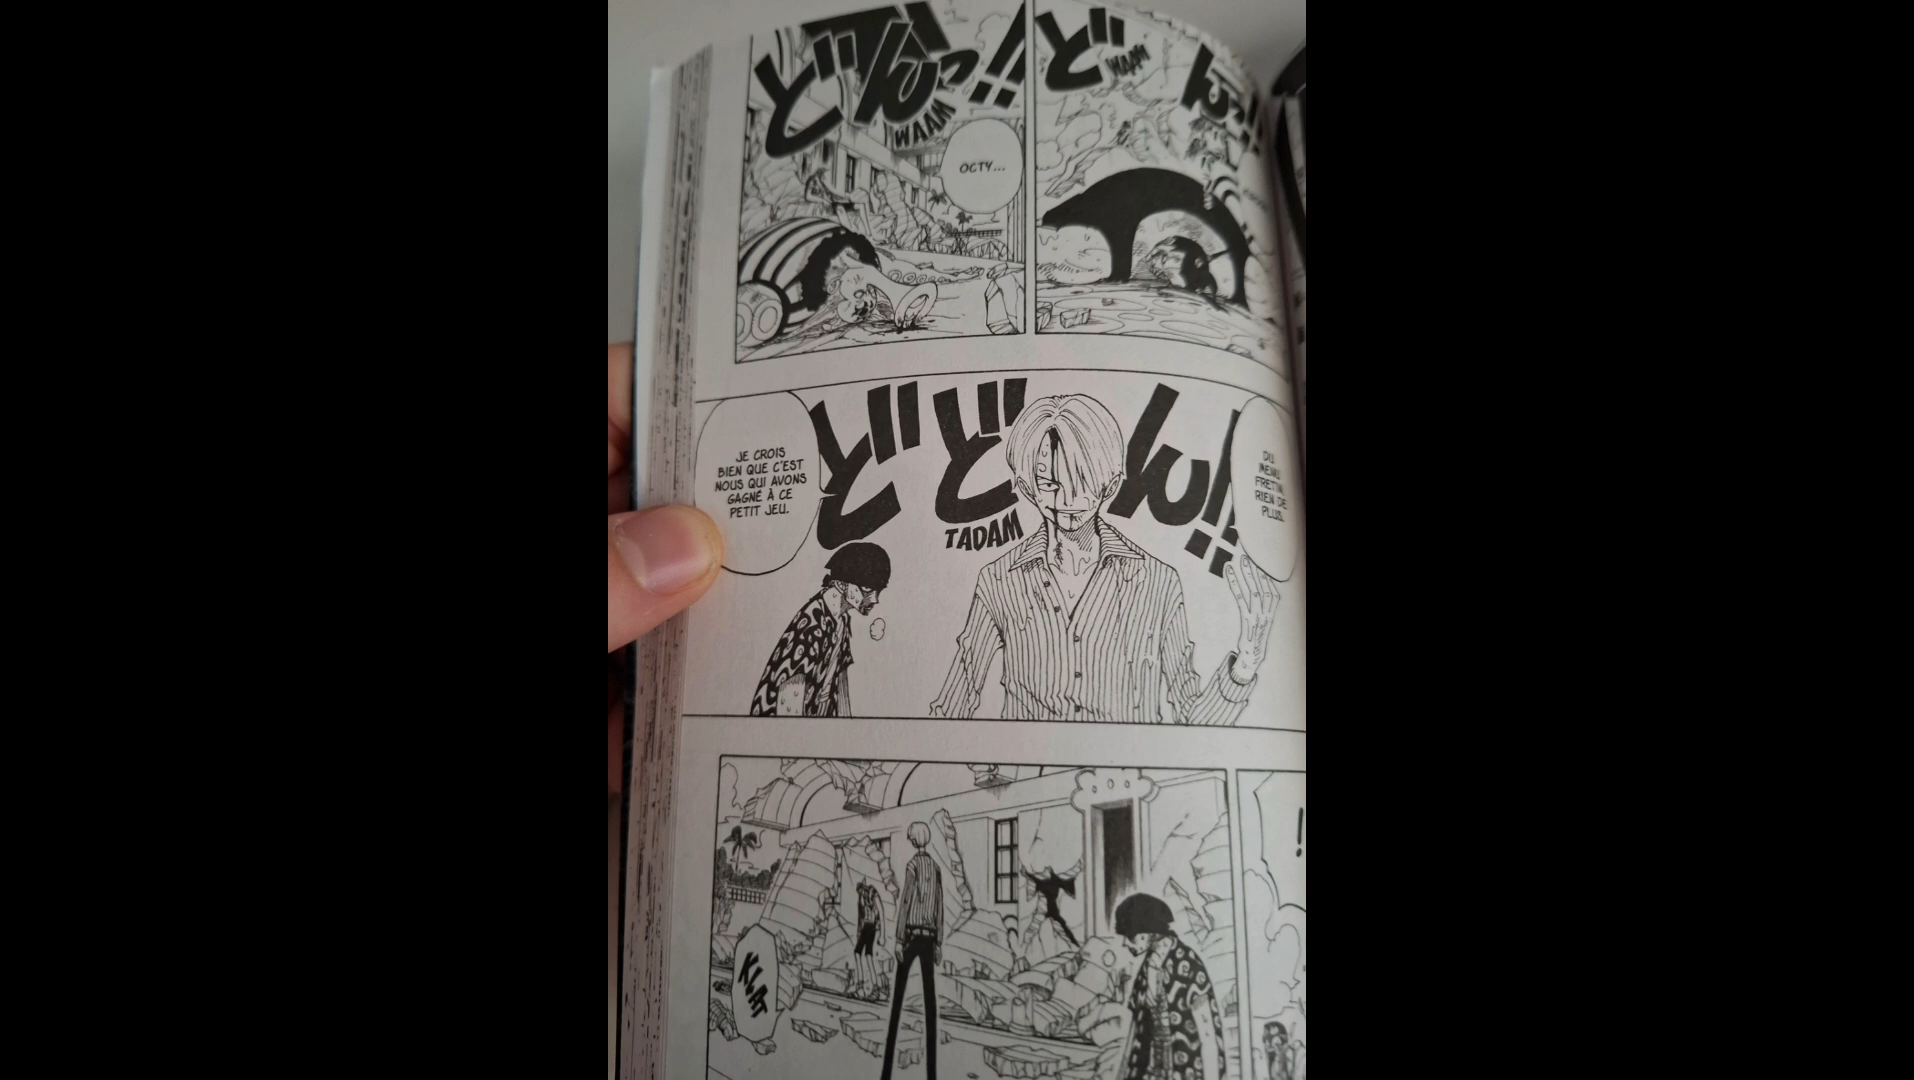 どんっ!!
WAAM
OCTY...
ど
WAAM
んっ!!
JE CROIS
BIEN QUE C'EST
NOUS QUI AVONS
GAGNÉ À CE
PETIT JEU.
どどん!!
TADAM
DU
MENU
FRETIN,
RIEN DE
PLUS.
!